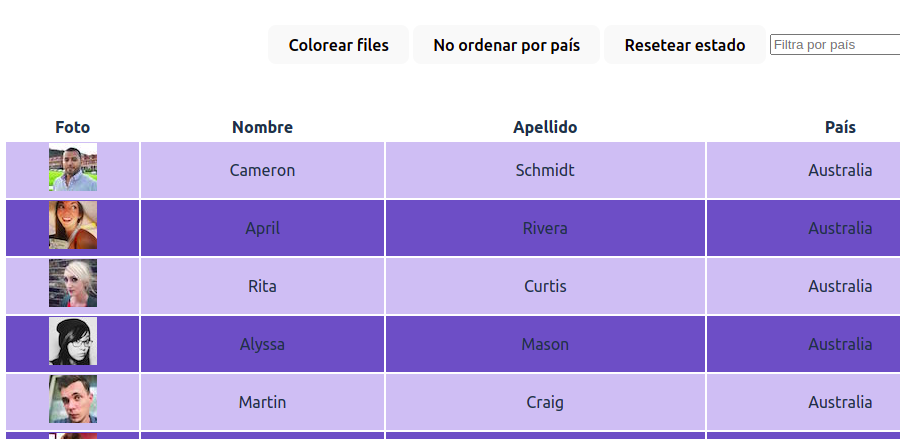 Colorear files No ordenar por país Resetear estado Filtra por país
Foto Nombre Apellido País
Cameron Schmidt Australia
April Rivera Australia
Rita Curtis Australia
Alyssa Mason Australia
Martin Craig Australia